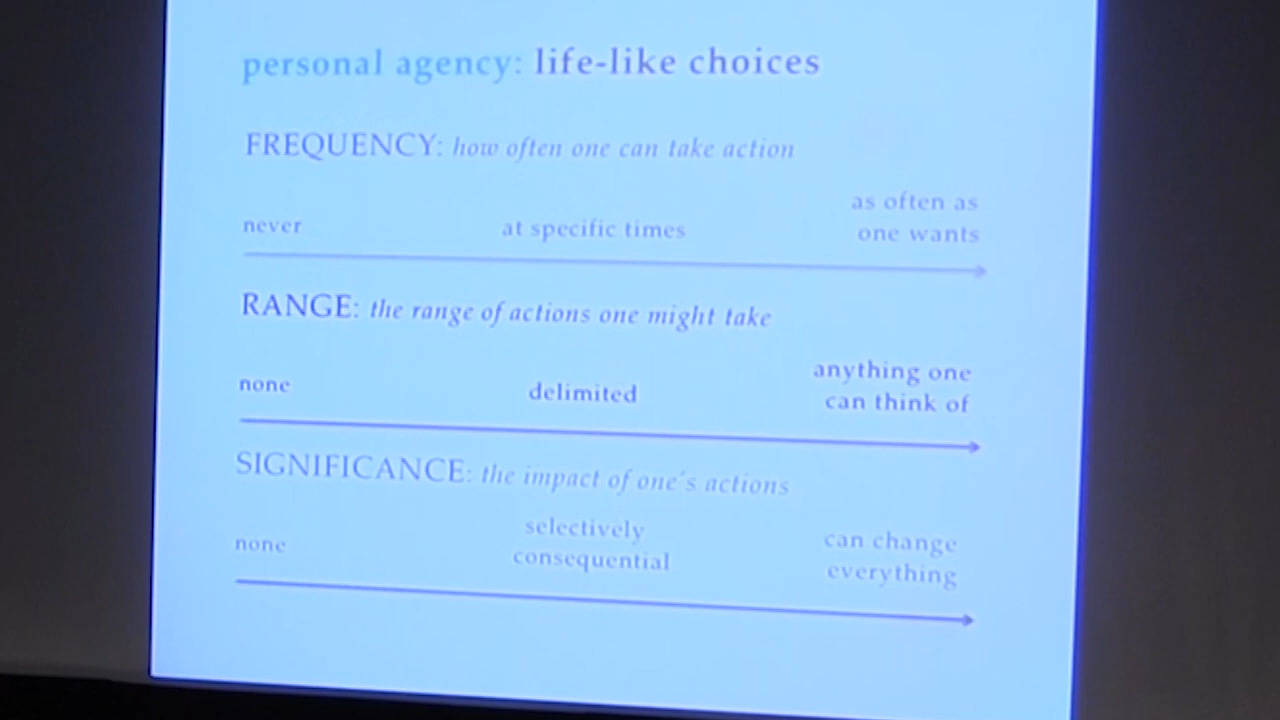 personal agency: life-like choices
FREQUENCY: how often one can take action
never at specific times as often as
one wants
RANGE: the range of actions one might take
none delimited anything one
can think of
SIGNIFICANCE: the impact of one's actions
none selectively
consequential can change
everything